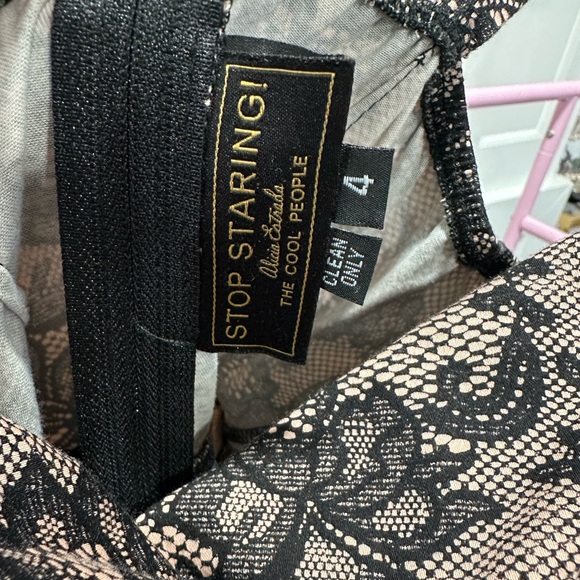 STOP STARING!
Alicia Estrada
THE COOL PEOPLE
4
CLEAN
ONLY